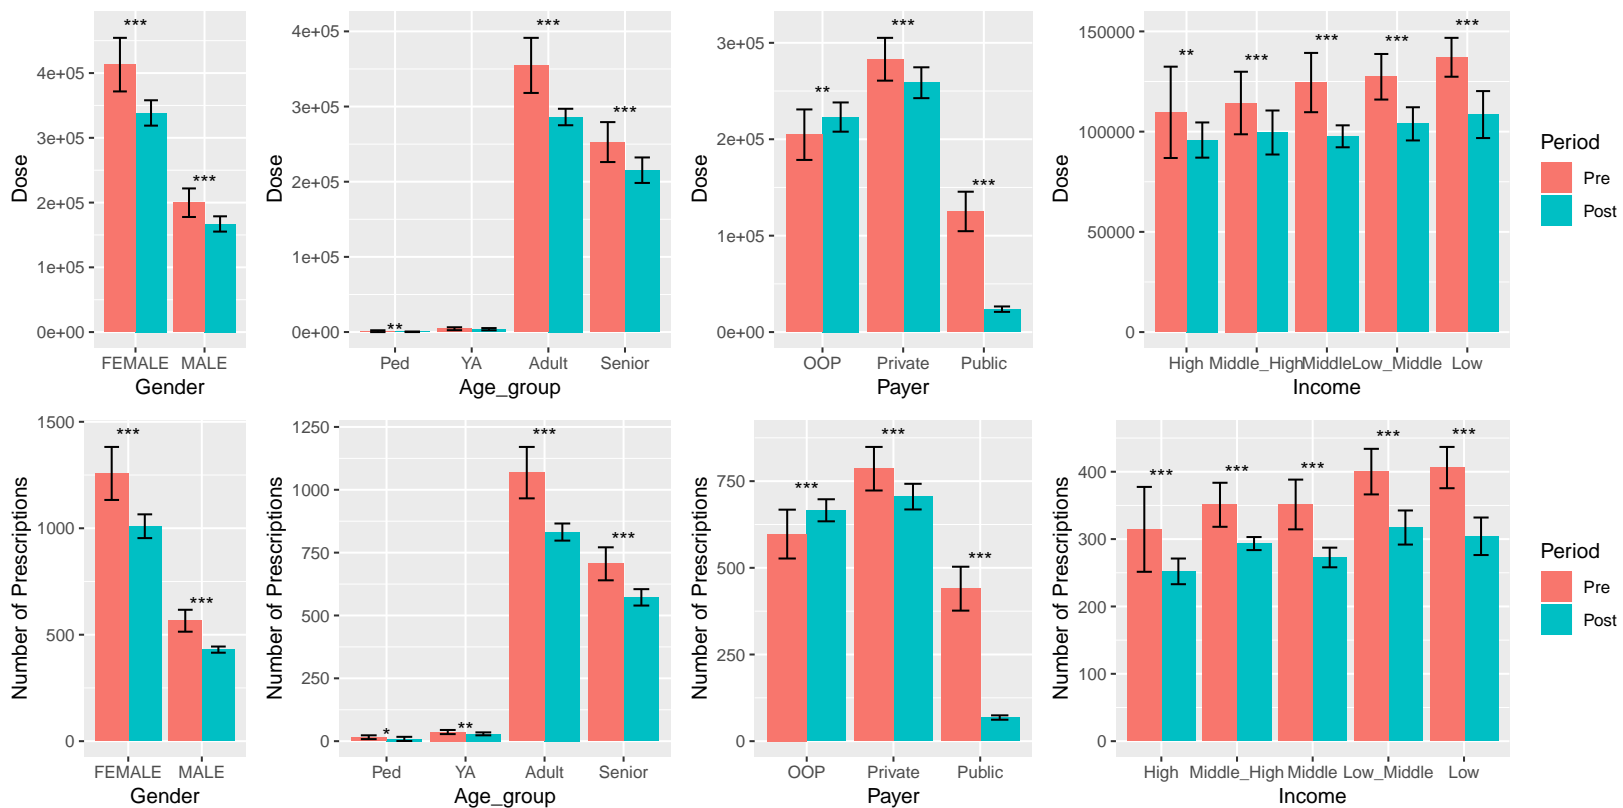 ***
***
Dose
4e+05
3e+05
2e+05
1e+05
0e+00
FEMALE MALE
Gender
**
***
***
Dose
4e+05
3e+05
2e+05
1e+05
0e+00
Ped YA Adult Senior
Age_group
**
***
***
Dose
3e+05
2e+05
1e+05
0e+00
OOP Private Public
Payer
**
***
***
***
***
Dose
150000
100000
50000
0
High Middle_High Middle Low_Middle Low
Income
Period
Pre
Post
***
***
Number of Prescriptions
1500
1000
500
0
FEMALE MALE
Gender
*
**
***
***
Number of Prescriptions
1250
1000
750
500
250
0
Ped YA Adult Senior
Age_group
***
***
***
Number of Prescriptions
750
500
250
0
OOP Private Public
Payer
***
***
***
***
***
Number of Prescriptions
400
300
200
100
0
High Middle_High Middle Low_Middle Low
Income
Period
Pre
Post